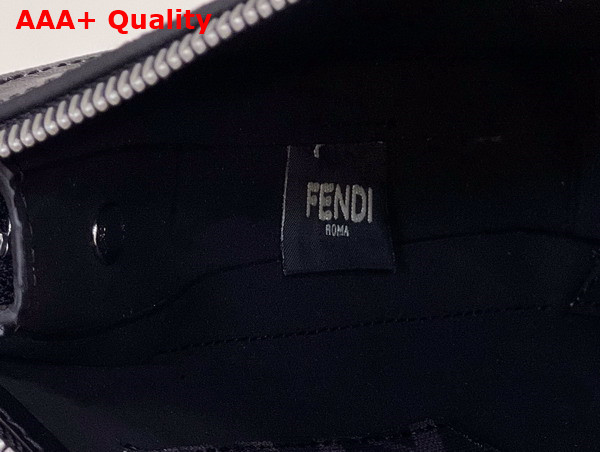 AAA+ Quality
FENDI
ROMA